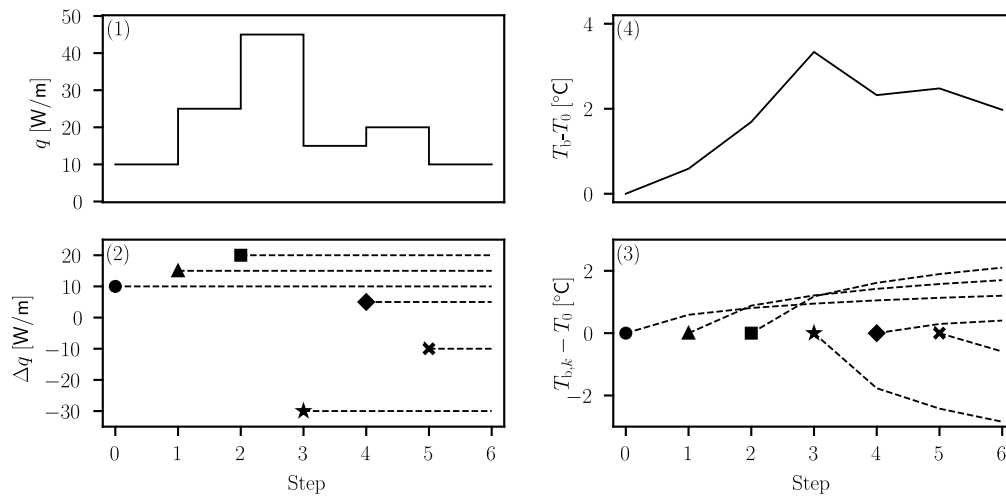 (1)
50
40
30
20
10
0
q [W/m]
(4)
4
2
0
T_b-T_0 [°C]
(2)
20
10
0
−10
−20
−30
Δq [W/m]
0 1 2 3 4 5 6
Step
(3)
2
0
−2
T_{b,k} − T_0 [°C]
0 1 2 3 4 5 6
Step